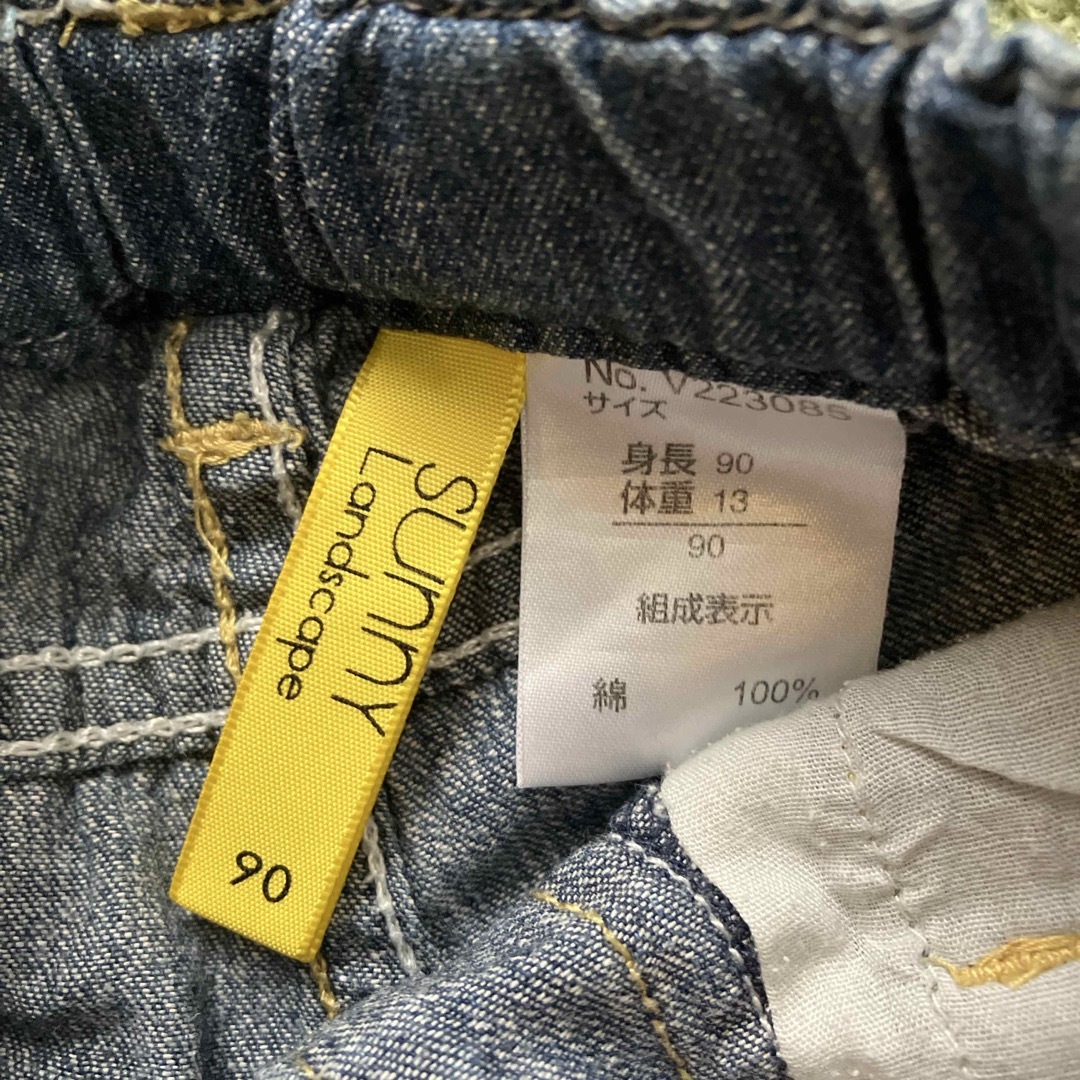 SUNNY
Landscape
90
No. V223085
サイズ
身長 90
体重 13
90
組成表示
綿 100%